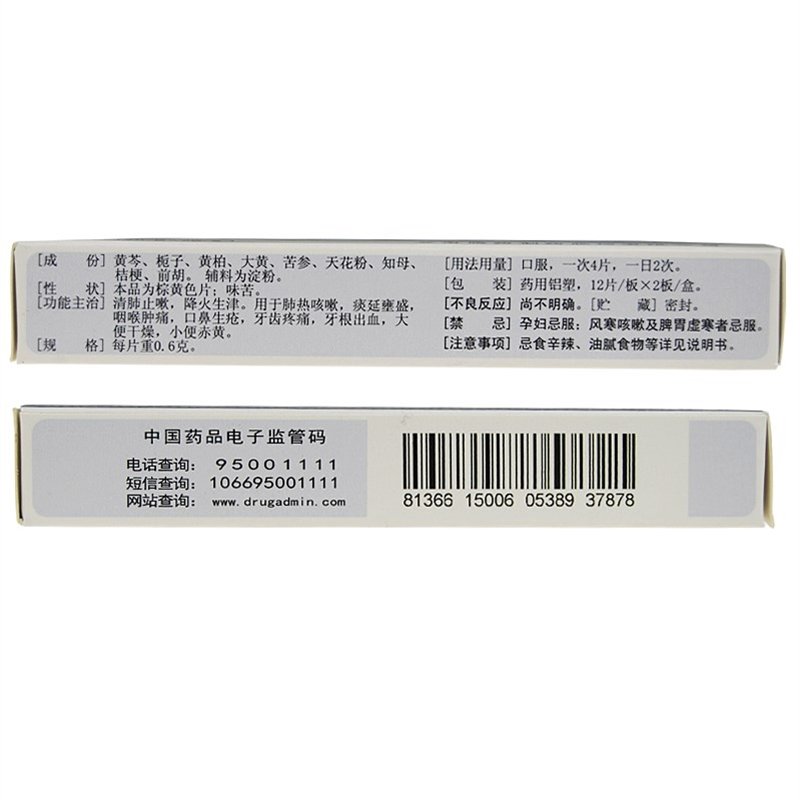 [成 份] 黄芩、栀子、黄柏、大黄、苦参、天花粉、知母、
桔梗、前胡。 辅料为淀粉。
[性 状] 本品为棕黄色片；味苦。
[功能主治] 清肺止嗽，降火生津。用于肺热咳嗽，痰延壅盛，
咽喉肿痛，口鼻生疮，牙齿疼痛，牙根出血，大
便干燥，小便赤黄。
[规 格] 每片重0.6克。
[用法用量] 口服，一次4片，一日2次。
[包 装] 药用铝塑，12片/板×2板/盒。
[不良反应] 尚不明确。[贮 藏] 密封。
[禁 忌] 孕妇忌服；风寒咳嗽及脾胃虚寒者忌服。
[注意事项] 忌食辛辣、油腻食物等详见说明书。
中国药品电子监管码
电话查询： 95001111
短信查询： 106695001111
网站查询： www.drugadmin.com
81366 15006 05389 37878